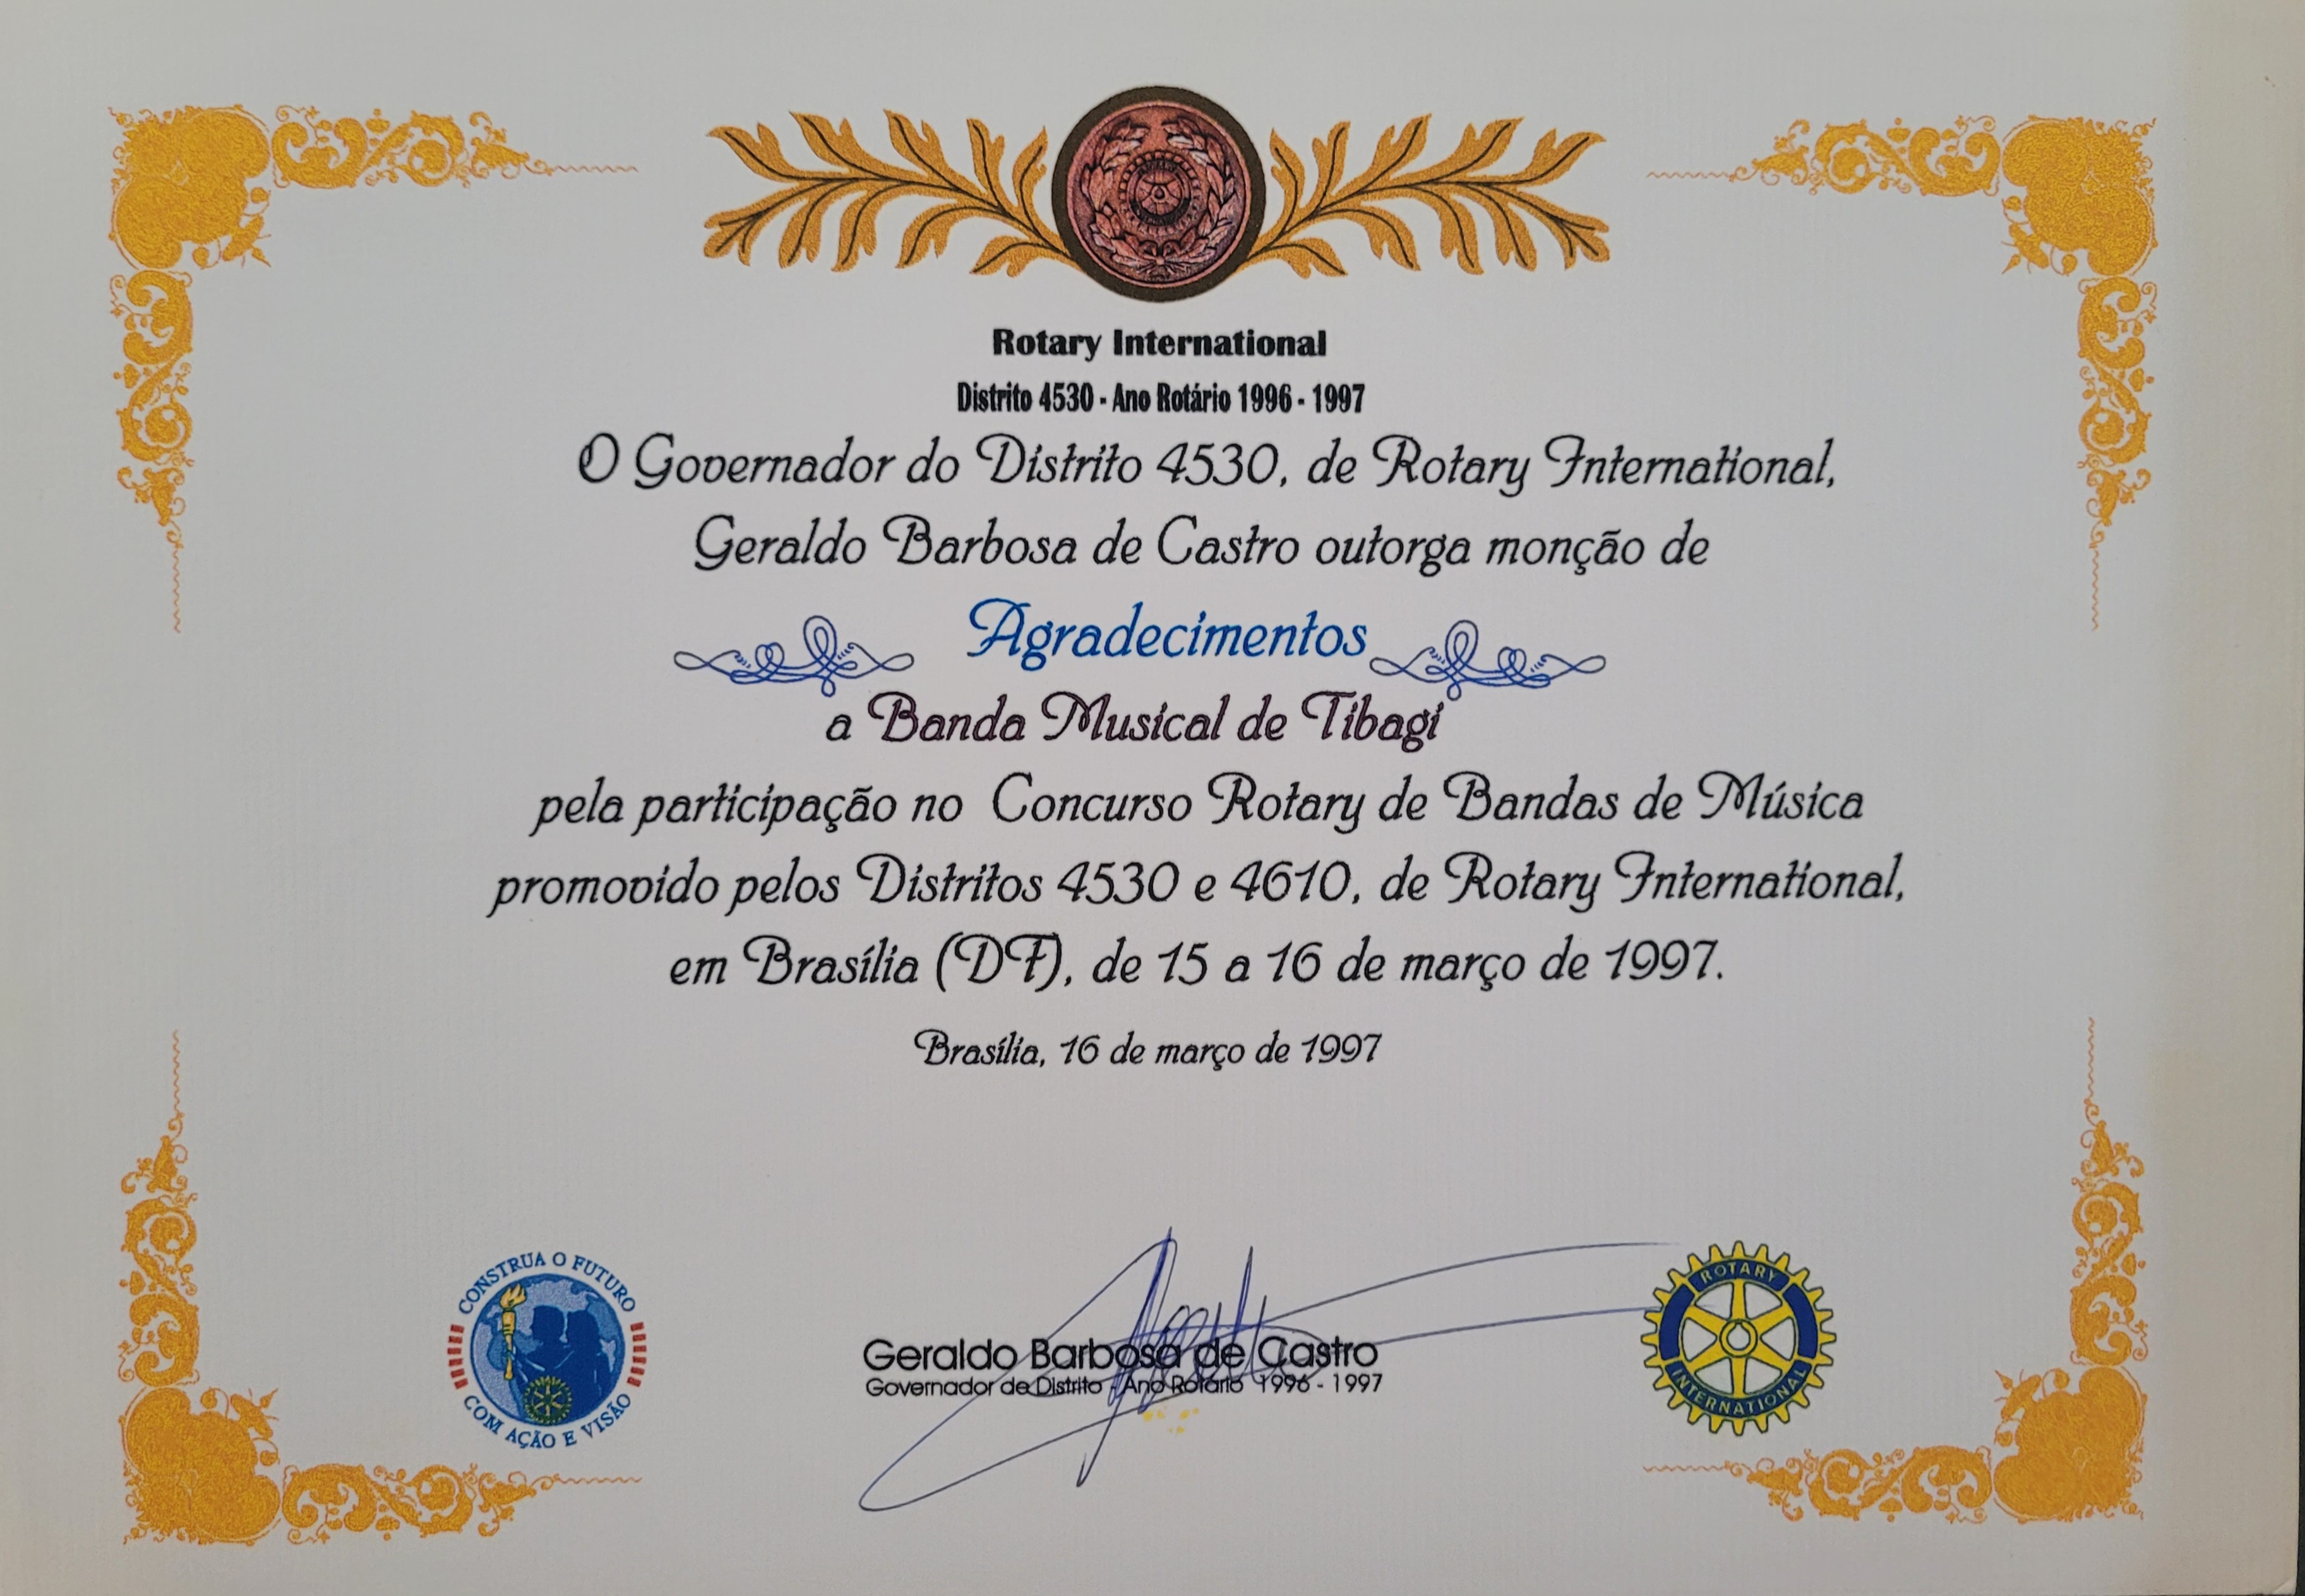 Rotary International
Distrito 4530 - Ano Rotário 1996 - 1997
O Governador do Distrito 4530, de Rotary International,
Geraldo Barbosa de Castro outorga monção de
Agradecimentos
a Banda Musical de Tibagi
pela participação no Concurso Rotary de Bandas de Música
promovido pelos Distritos 4530 e 4610, de Rotary International,
em Brasília (DF), de 15 a 16 de março de 1997.
Brasília, 16 de março de 1997
CONSTRUA O FUTURO
COM AÇÃO E VISÃO
Geraldo Barbosa de Castro
Governador de Distrito - Ano Rotário 1996 - 1997
ROTARY
INTERNATIONAL